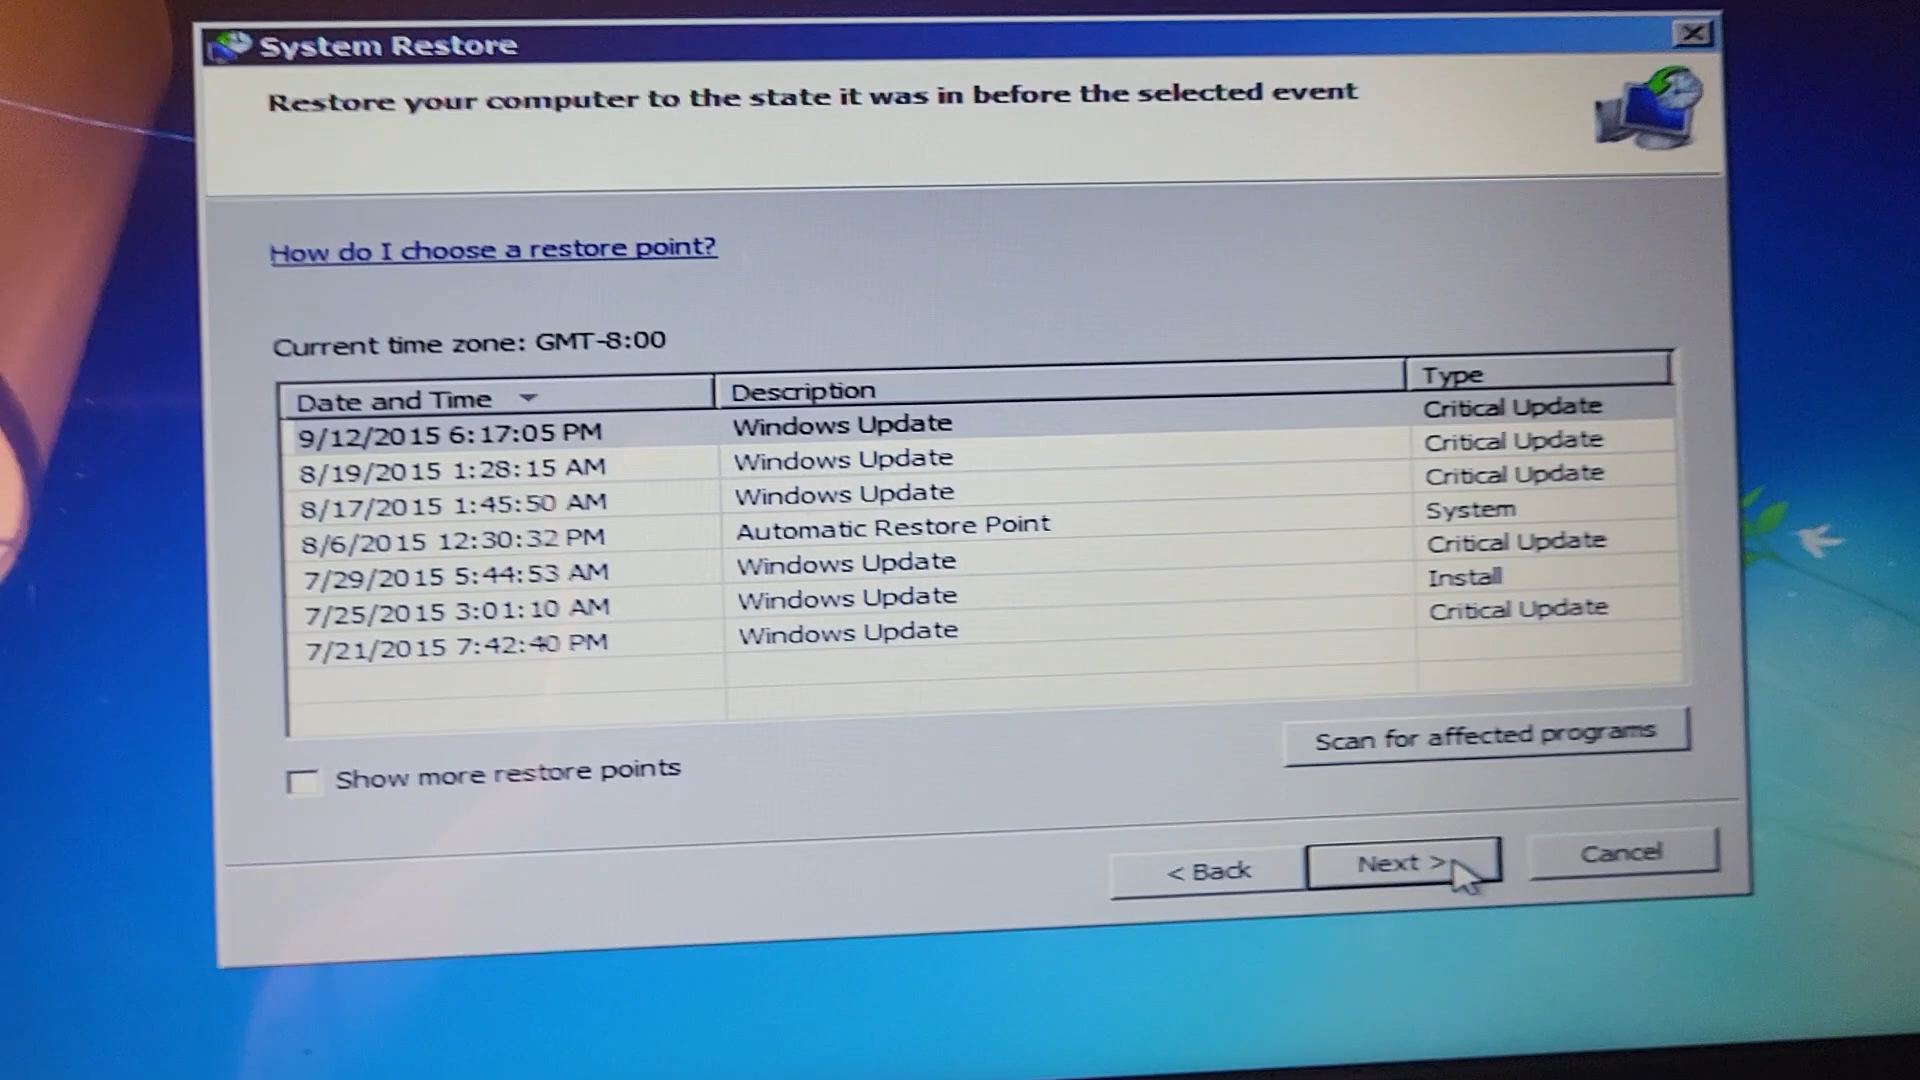 System Restore
Restore your computer to the state it was in before the selected event
How do I choose a restore point?
Current time zone: GMT-8:00
Date and Time Description Type
9/12/2015 6:17:05 PM Windows Update Critical Update
8/19/2015 1:28:15 AM Windows Update Critical Update
8/17/2015 1:45:50 AM Windows Update Critical Update
8/6/2015 12:30:32 PM Automatic Restore Point System
7/29/2015 5:44:53 AM Windows Update Critical Update
7/25/2015 3:01:10 AM Windows Update Install
7/21/2015 7:42:40 PM Windows Update Critical Update
Scan for affected programs
Show more restore points
< Back Next > Cancel